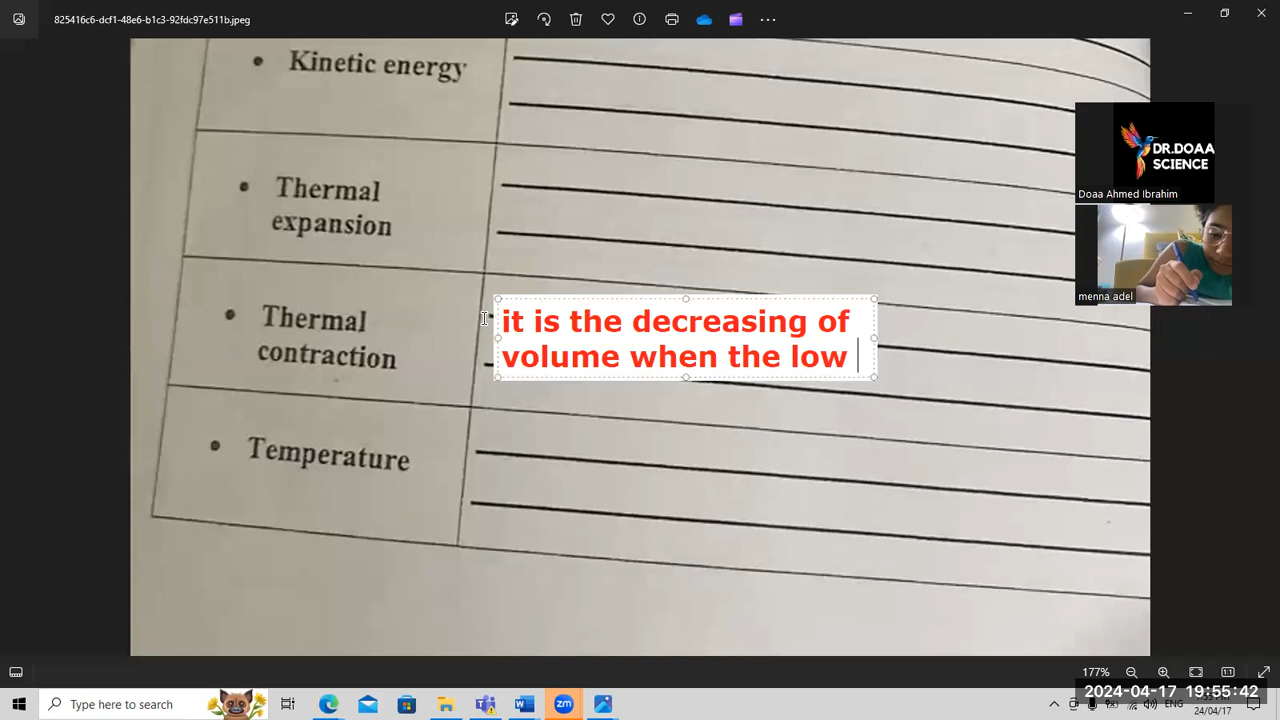 825416c6-dcf1-48e6-b1c3-92fdc97e511b.jpeg
Kinetic energy
DR.DOAA
SCIENCE
Doaa Ahmed Ibrahim
Thermal
expansion
menna adel
Thermal
contraction
it is the decreasing of
volume when the low
Temperature
177%
Type here to search
ENG
2024-04-17 19:55:42
24/04/17